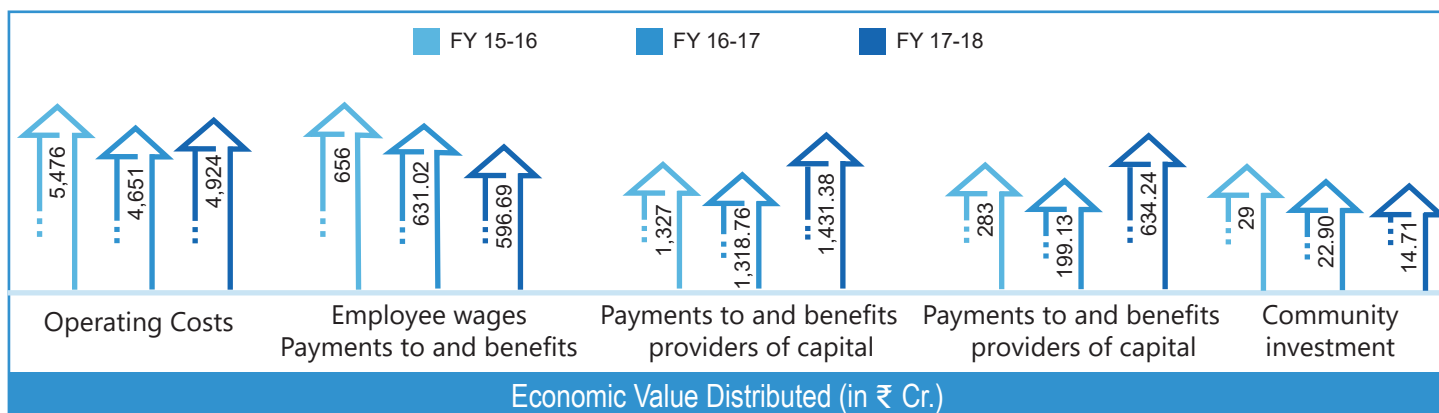 FY 15-16 FY 16-17 FY 17-18
5,476
4,651
4,924
656
631.02
596.69
1,327
1,318.76
1,431.38
283
199.13
634.24
29
22.90
14.71
Operating Costs
Employee wages
Payments to and benefits
Payments to and benefits
providers of capital
Payments to and benefits
providers of capital
Community
investment
Economic Value Distributed (in ₹ Cr.)